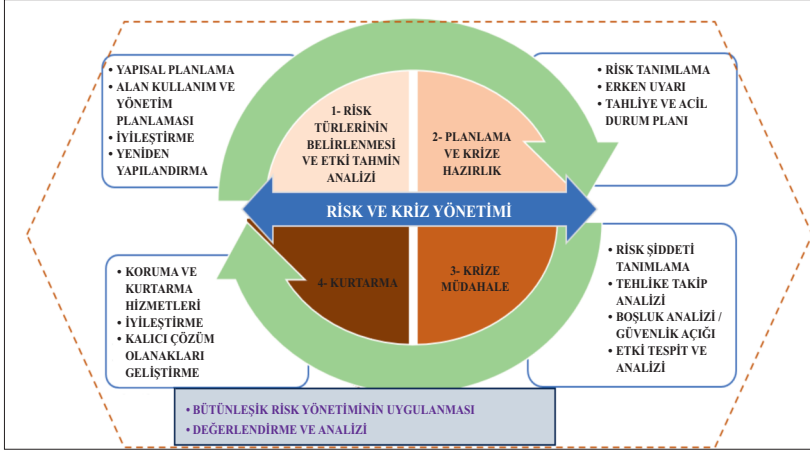 • YAPISAL PLANLAMA
• ALAN KULLANIM VE
YÖNETİM
PLANLAMASI
• İYİLEŞTİRME
• YENİDEN
YAPILANDIRMA
1- RİSK
TÜRLERİNİN
BELİRLENMESİ
VE ETKİ TAHMİN
ANALİZİ
2- PLANLAMA
VE KRİZE
HAZIRLIK
• RİSK TANIMLAMA
• ERKEN UYARI
• TAHLİYE VE ACİL
DURUM PLANI
RİSK VE KRİZ YÖNETİMİ
• KORUMA VE
KURTARMA
HİZMETLERİ
• İYİLEŞTİRME
• KALICI ÇÖZÜM
OLANAKLARI
GELİŞTİRME
4- KURTARMA
3- KRİZE
MÜDAHALE
• RİSK ŞİDDETİ
TANIMLAMA
• TEHLİKE TAKİP
ANALİZİ
• BOŞLUK ANALİZİ /
GÜVENLİK AÇIĞI
• ETKİ TESPİT VE
ANALİZİ
• BÜTÜNLEŞİK RİSK YÖNETİMİNİN UYGULANMASI
• DEĞERLENDİRME VE ANALİZİ